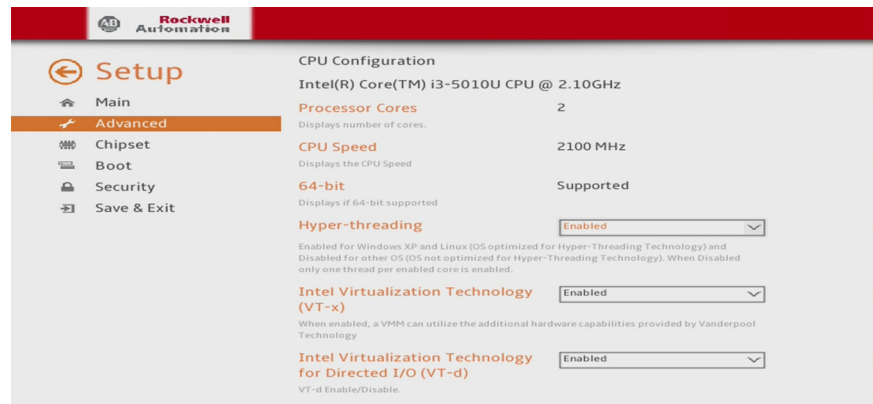 AB
Rockwell
Automation
Setup
Main
Advanced
Chipset
Boot
Security
Save & Exit
CPU Configuration
Intel(R) Core(TM) i3-5010U CPU @ 2.10GHz
Processor Cores 2
Displays number of cores.
CPU Speed 2100 MHz
Displays the CPU Speed
64-bit Supported
Displays if 64-bit supported
Hyper-threading Enabled
Enabled for Windows XP and Linux (OS optimized for Hyper-Threading Technology) and
Disabled for other OS (OS not optimized for Hyper-Threading Technology). When Disabled
only one thread per enabled core is enabled.
Intel Virtualization Technology Enabled
(VT-x)
When enabled, a VMM can utilize the additional hardware capabilities provided by Vanderpool
Technology
Intel Virtualization Technology Enabled
for Directed I/O (VT-d)
VT-d Enable/Disable.